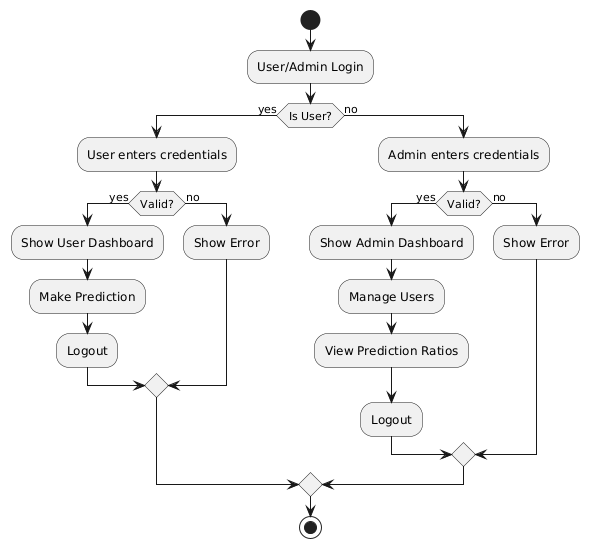 User/Admin Login
yes
Is User?
no
User enters credentials
Admin enters credentials
yes
Valid?
no
yes
Valid?
no
Show User Dashboard
Show Error
Show Admin Dashboard
Show Error
Make Prediction
Manage Users
Logout
View Prediction Ratios
Logout